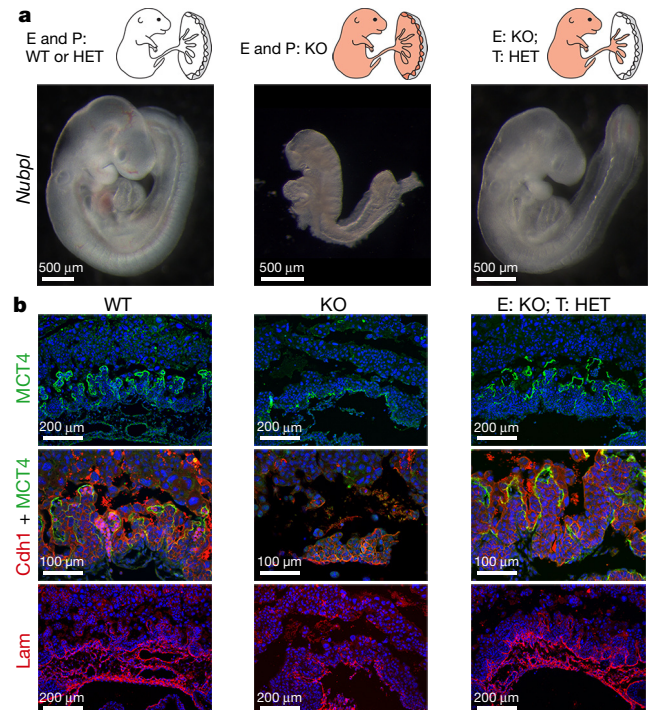 a
E and P:
WT or HET
E and P: KO
E: KO;
T: HET
Nubpl
500 μm
500 μm
500 μm
b
WT
KO
E: KO; T: HET
MCT4
200 μm
200 μm
200 μm
Cdh1 + MCT4
100 μm
100 μm
100 μm
Lam
200 μm
200 μm
200 μm